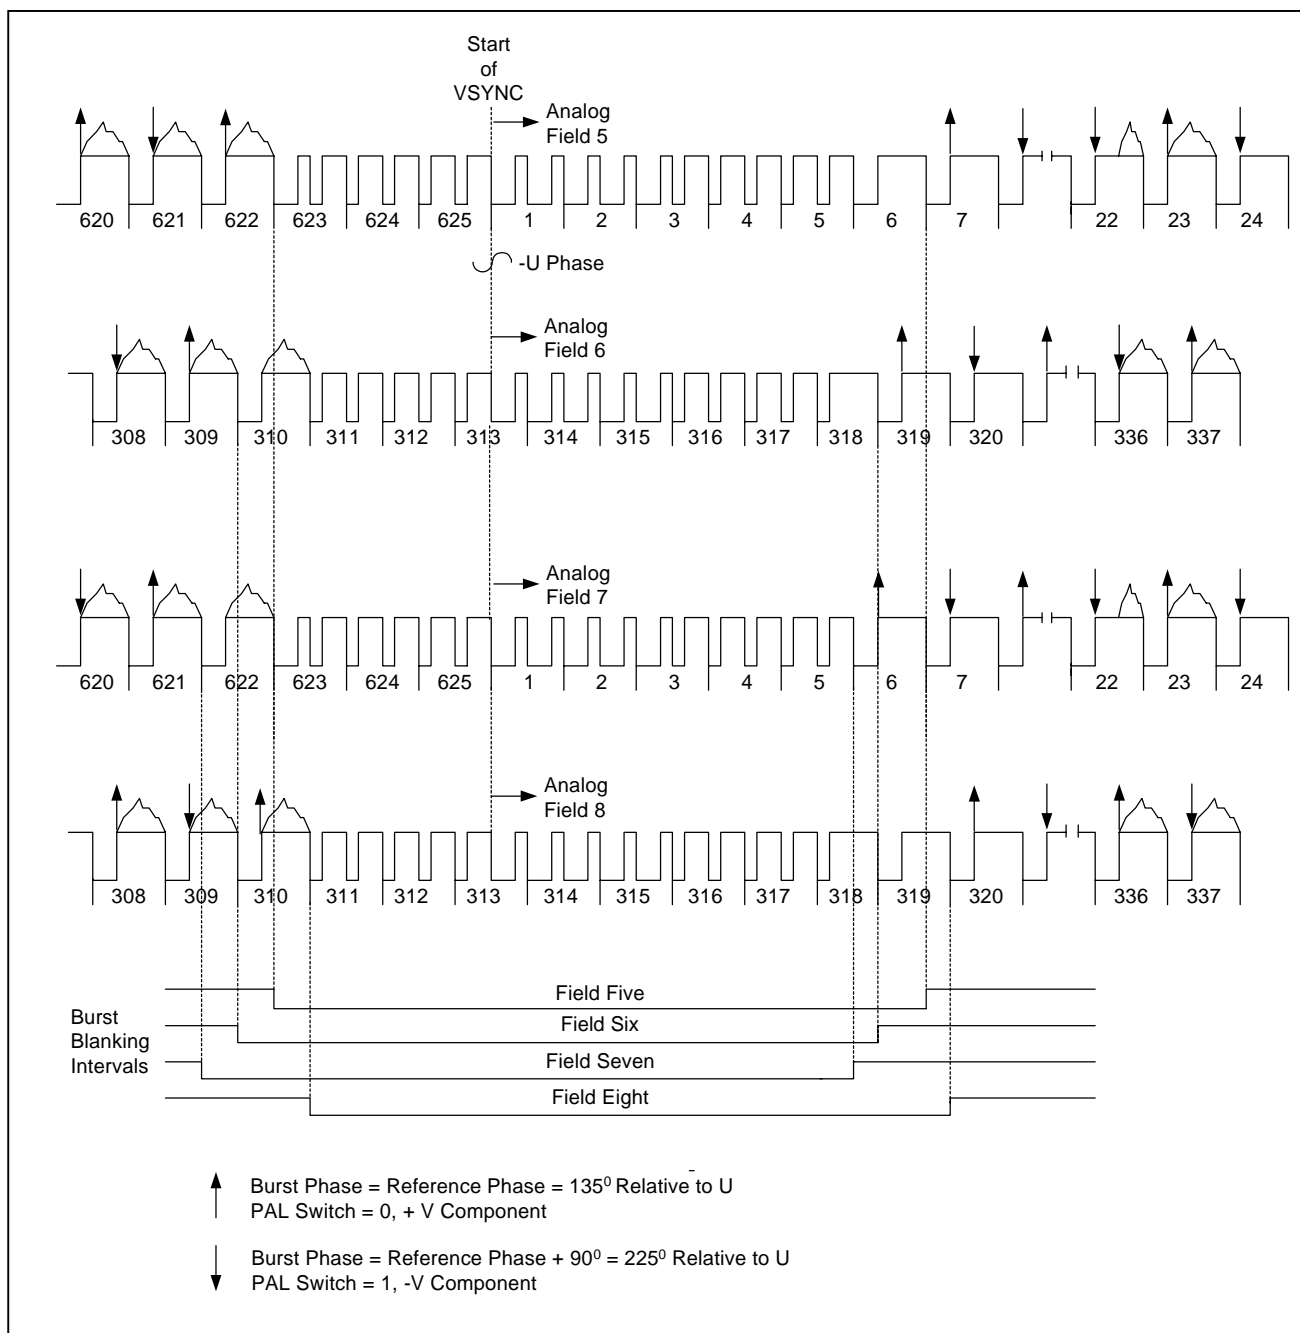 Start
of
VSYNC
Analog
Field 5
620 621 622 623 624 625 1 2 3 4 5 6 7 22 23 24
-U Phase
Analog
Field 6
308 309 310 311 312 313 314 315 316 317 318 319 320 336 337
Analog
Field 7
620 621 622 623 624 625 1 2 3 4 5 6 7 22 23 24
Analog
Field 8
308 309 310 311 312 313 314 315 316 317 318 319 320 336 337
Burst
Blanking
Intervals
Field Five
Field Six
Field Seven
Field Eight
Burst Phase = Reference Phase = 135⁰ Relative to U
PAL Switch = 0, + V Component
Burst Phase = Reference Phase + 90⁰ = 225⁰ Relative to U
PAL Switch = 1, -V Component